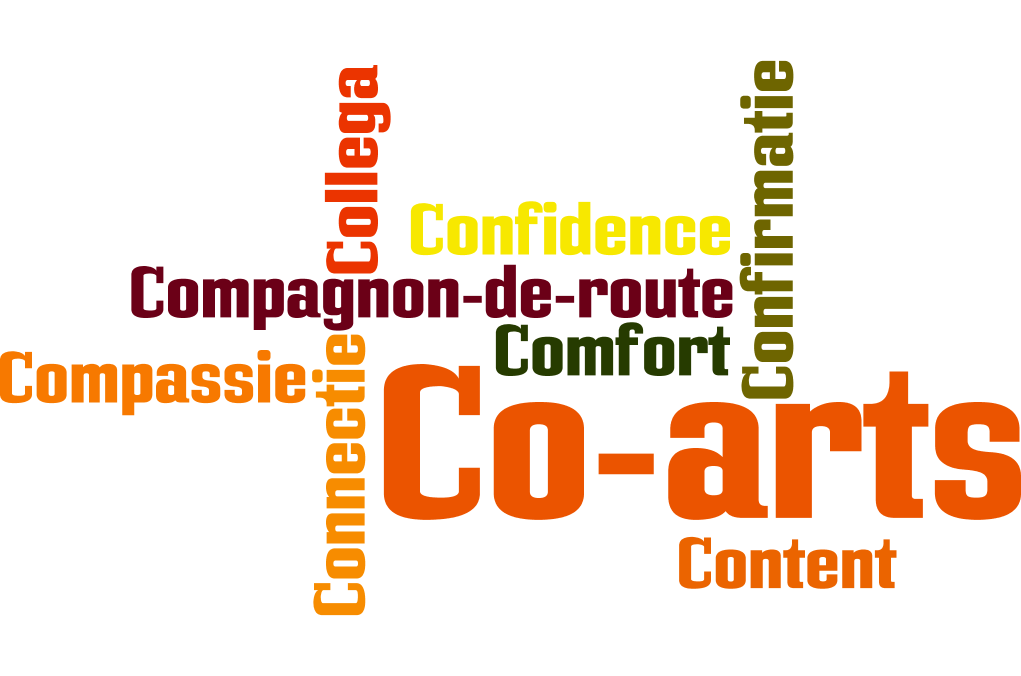 Collega
Confirmatie
Confidence
Compagnon-de-route
Comfort
Compassie
Connectie
Co-arts
Content